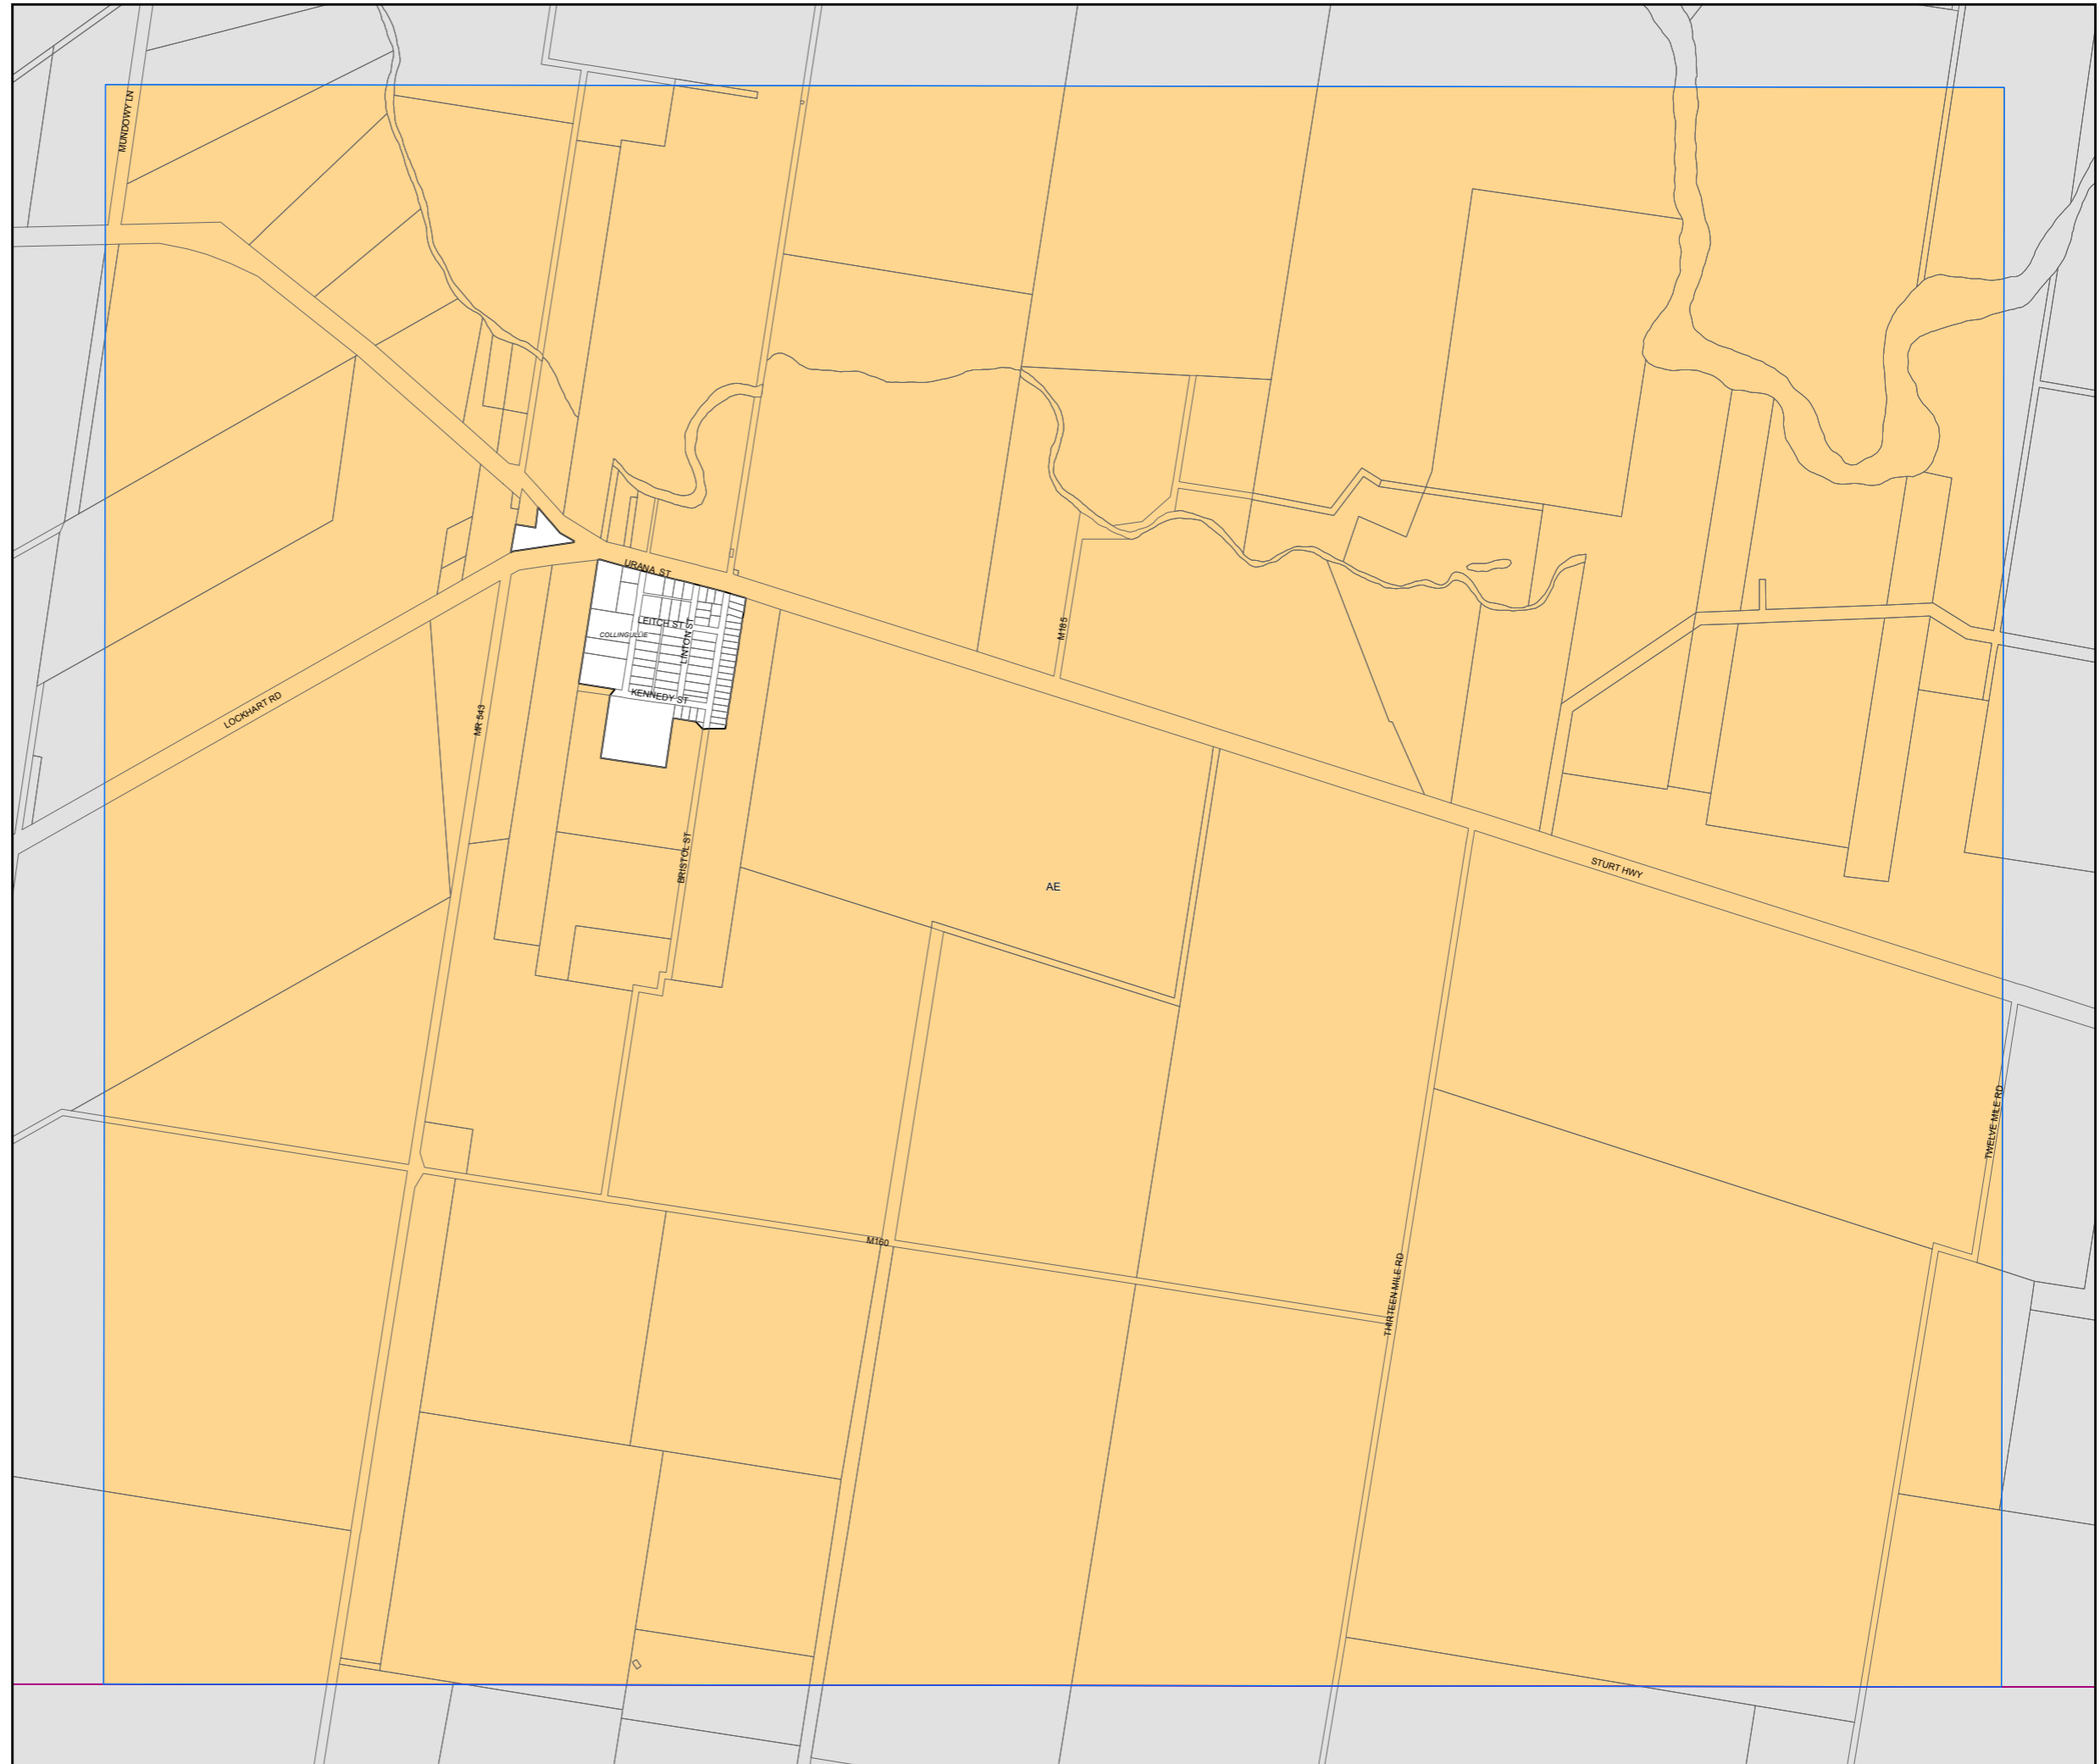 MUNDOWY LN
URANA ST
LEITCH ST
COLLINGULLIE
LINTON ST
M185
KENNEDY ST
LOCKHART RD
MR 543
BRISTOL ST
STURT HWY
AE
TWELVE MILE RD
M160
THIRTEEN MILE RD